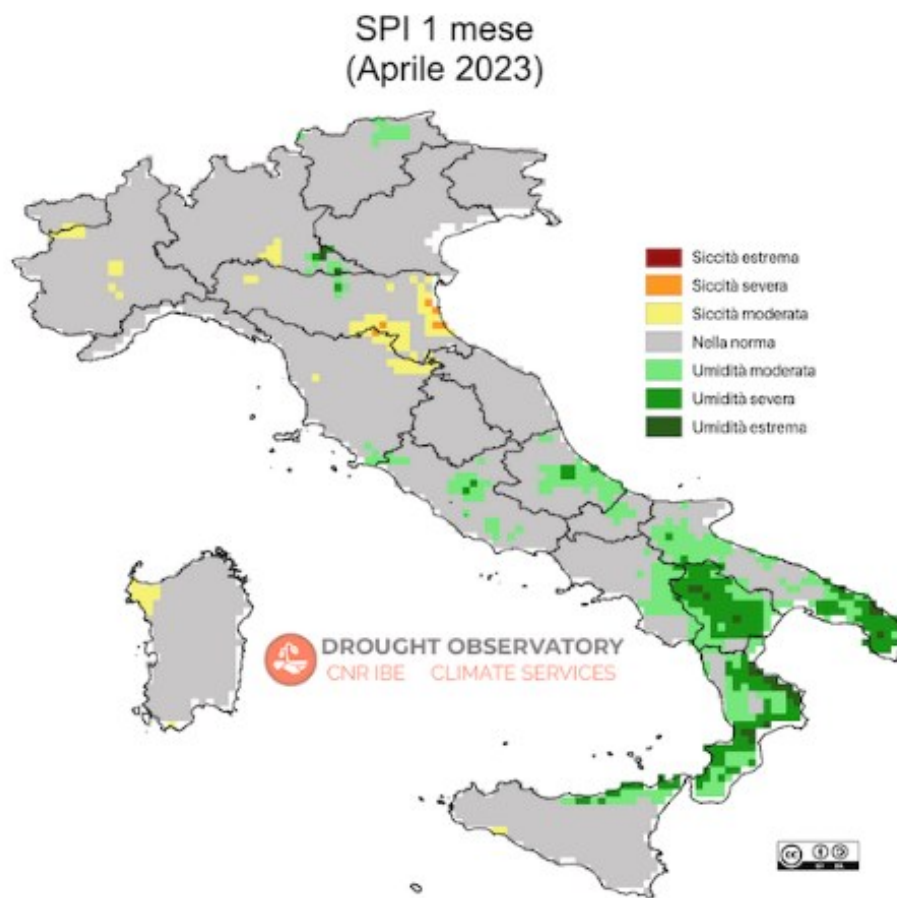 SPI 1 mese
(Aprile 2023)
Siccità estrema
Siccità severa
Siccità moderata
Nella norma
Umidità moderata
Umidità severa
Umidità estrema
DROUGHT OBSERVATORY
CNR IBE CLIMATE SERVICES
cc